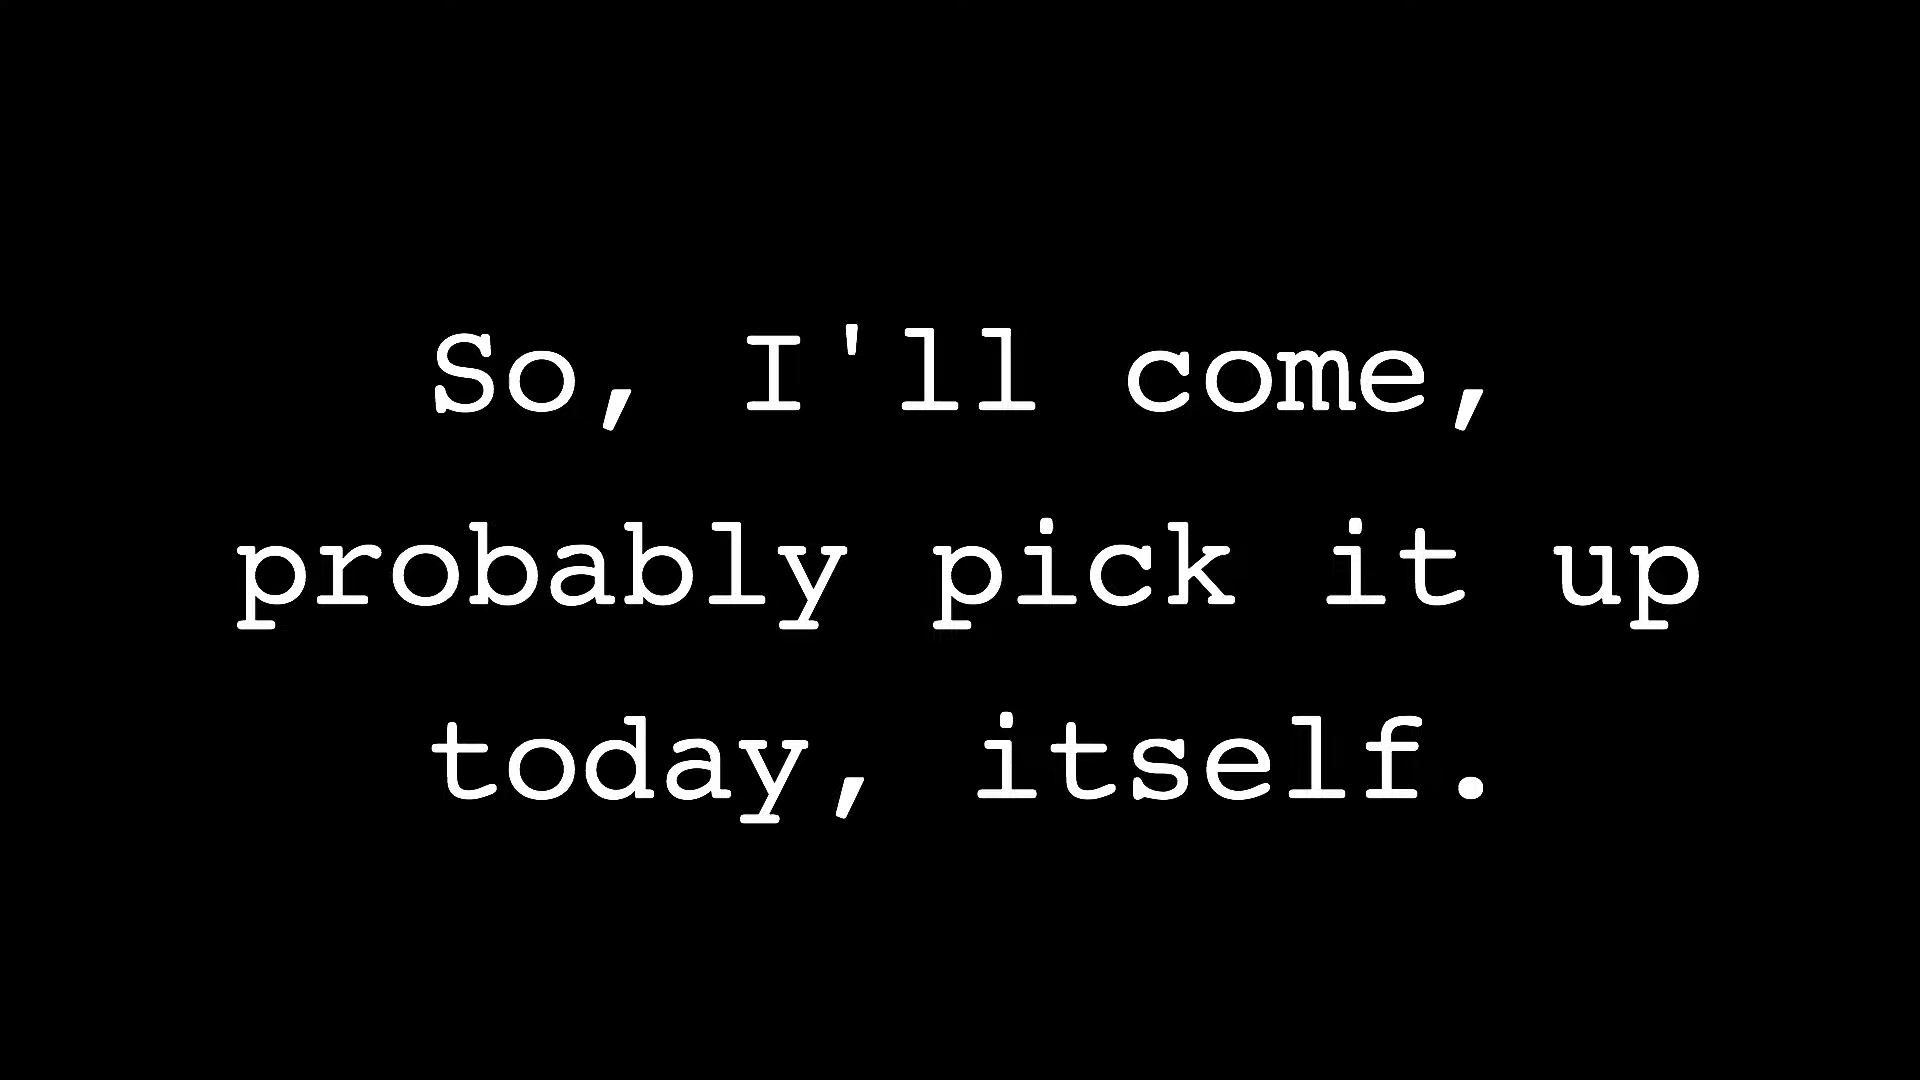 So, I'll come,
probably pick it up
today, itself.